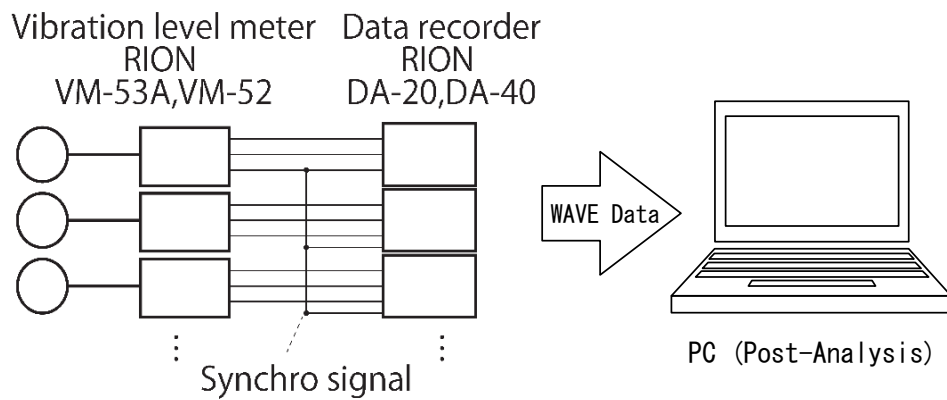 Vibration level meter
RION
VM-53A,VM-52
Data recorder
RION
DA-20,DA-40
WAVE Data
Synchro signal
PC (Post-Analysis)